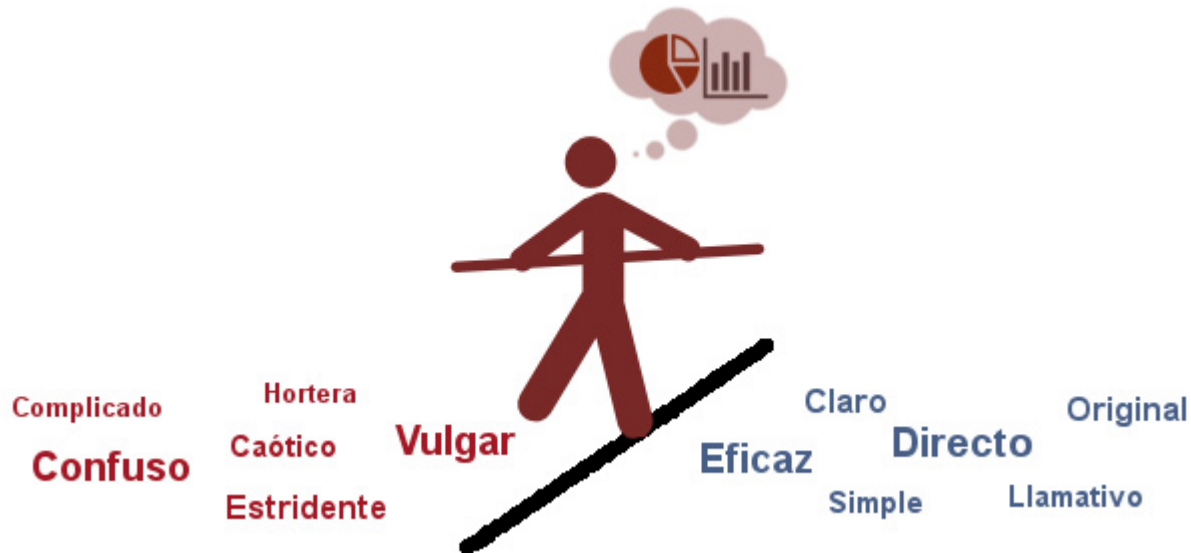 Complicado
Hortera
Confuso
Caótico
Vulgar
Estridente
Claro
Original
Eficaz
Directo
Simple
Llamativo